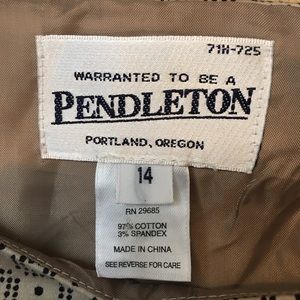 71H-725
WARRANTED TO BE A
PENDLETON
PORTLAND, OREGON
14
RN 29685
97% COTTON
3% SPANDEX
MADE IN CHINA
SEE REVERSE FOR CARE